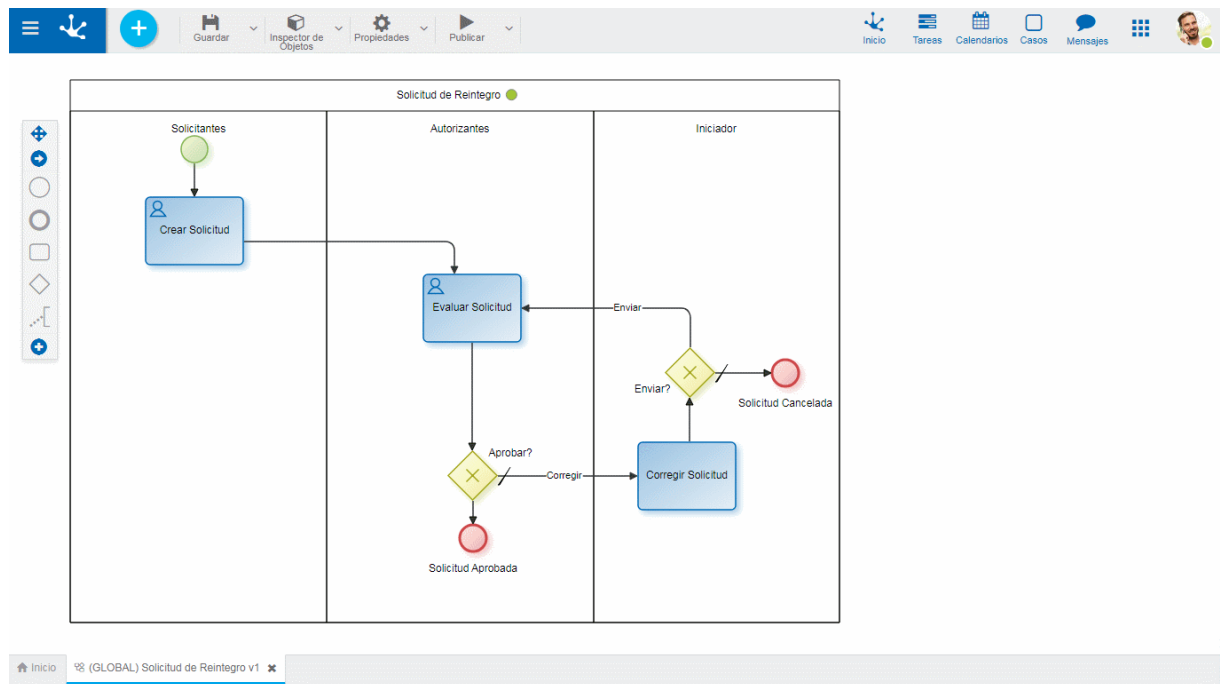 Guardar
Inspector de
Objetos
Propiedades
Publicar
Inicio
Tareas
Calendarios
Casos
Mensajes
Solicitud de Reintegro
Solicitantes
Autorizantes
Iniciador
Crear Solicitud
Evaluar Solicitud
Enviar
Enviar?
Solicitud Cancelada
Aprobar?
Corregir
Corregir Solicitud
Solicitud Aprobada
Inicio
(GLOBAL) Solicitud de Reintegro v1